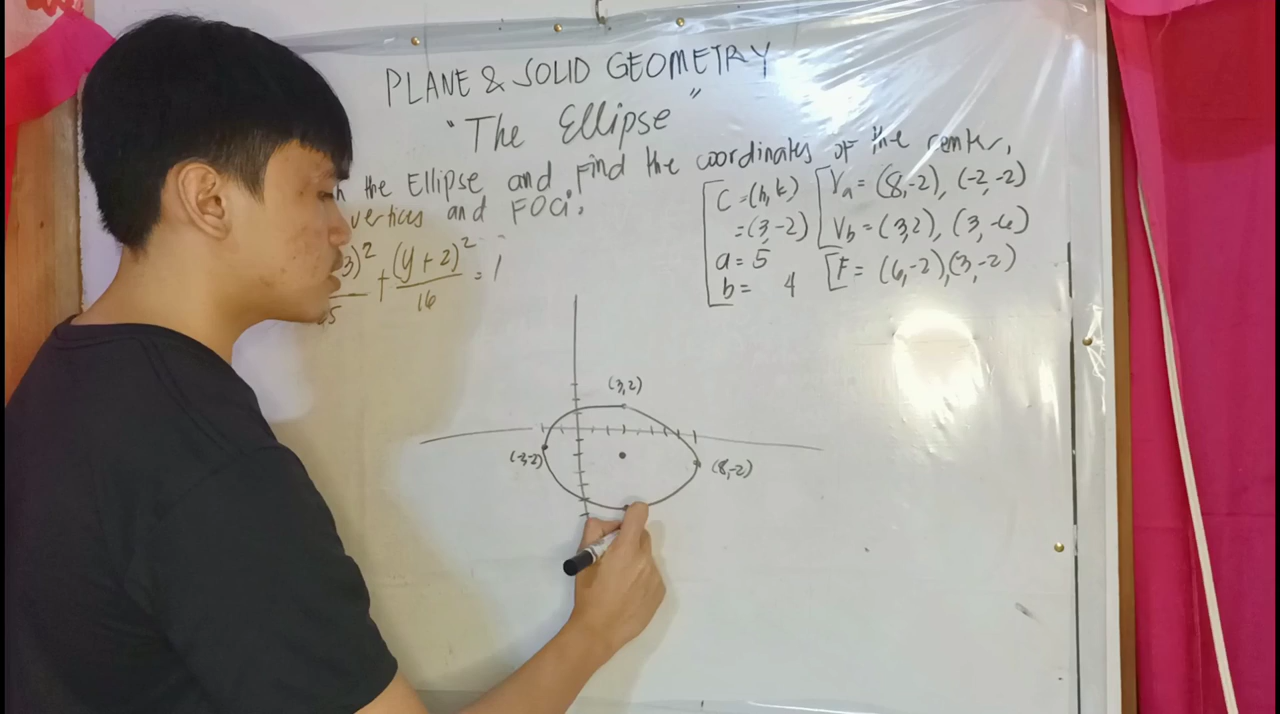 PLANE & SOLID GEOMETRY
"The Ellipse"
the Ellipse and Find the coordinates of the center,
vertices and FOCI.
3)² + (y + 2)² = 1
16
C = (h, k)
= (3, -2)
a = 5
b = 4
Va = (8, -2), (-2, -2)
Vb = (3, 2), (3, -6)
F = (6, -2), (3, -2)
(3, 2)
(8, -2)